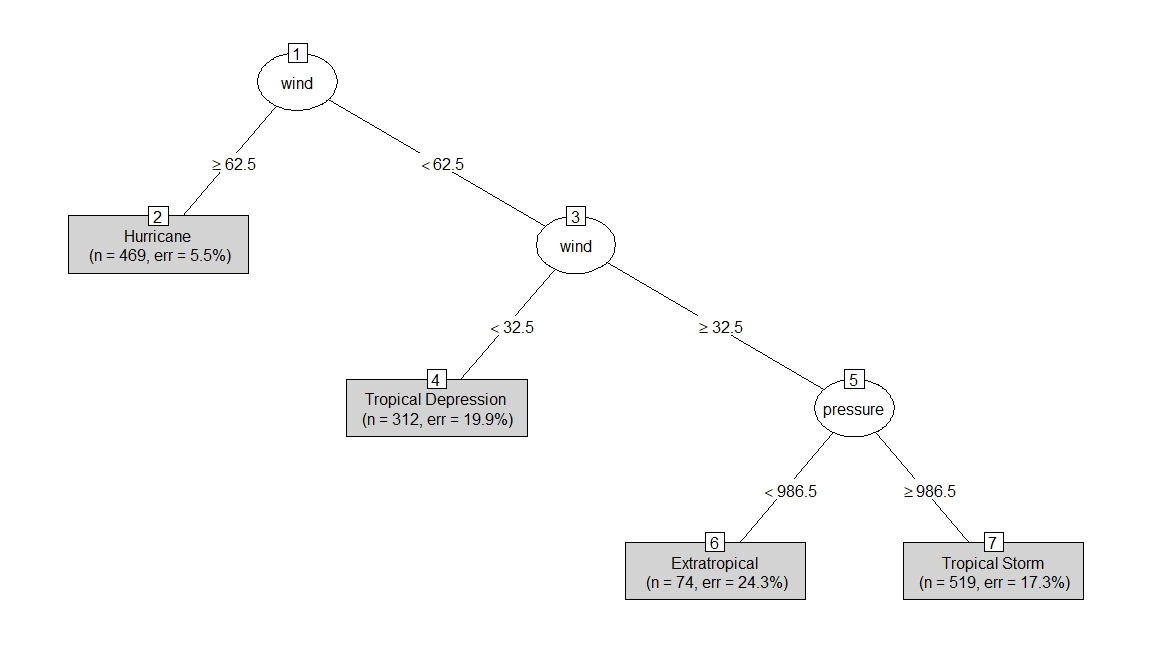 1
wind
≥ 62.5
< 62.5
2
Hurricane
(n = 469, err = 5.5%)
3
wind
< 32.5
≥ 32.5
4
Tropical Depression
(n = 312, err = 19.9%)
5
pressure
< 986.5
≥ 986.5
6
Extratropical
(n = 74, err = 24.3%)
7
Tropical Storm
(n = 519, err = 17.3%)